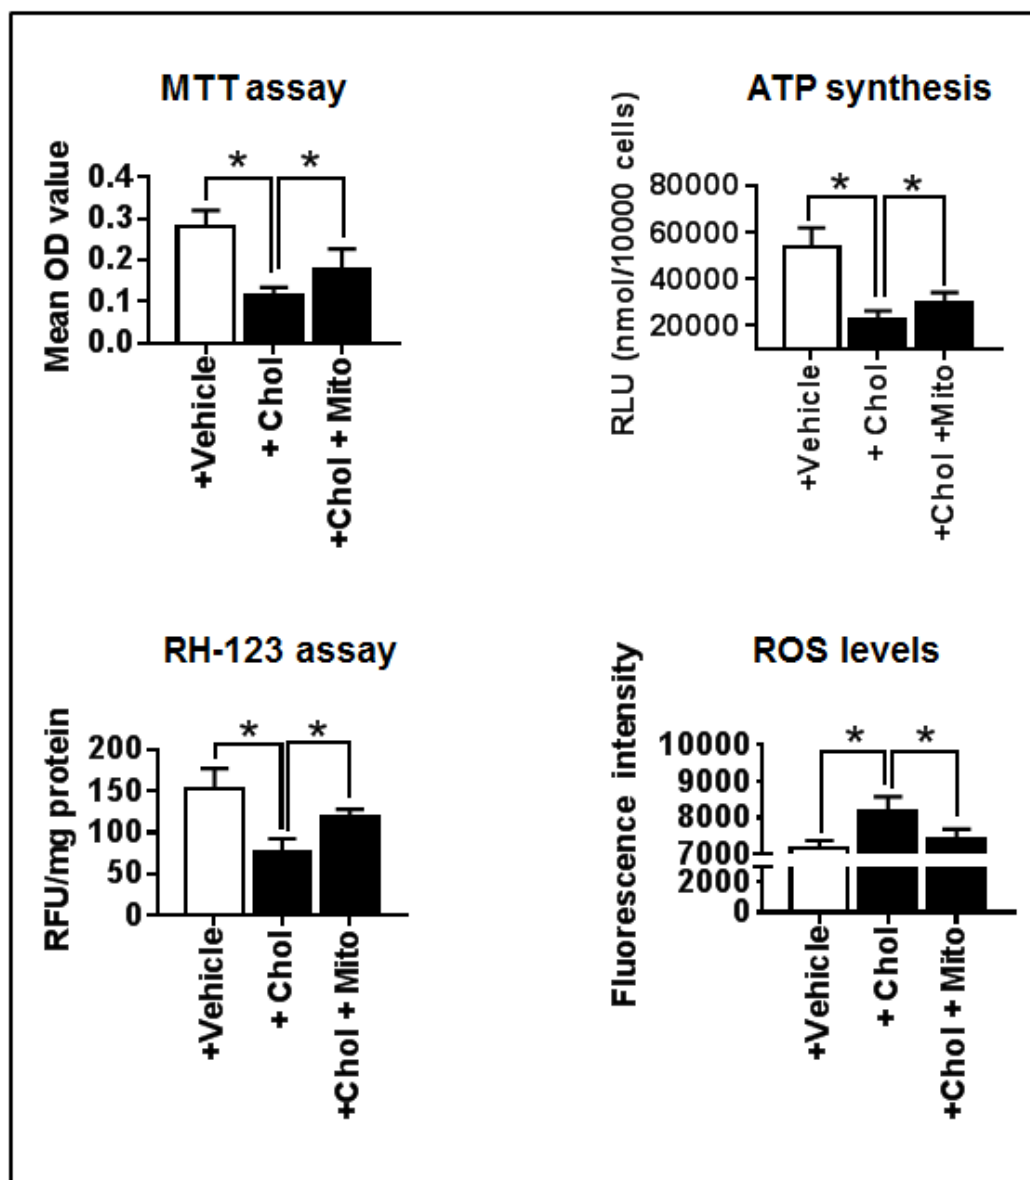 MTT assay
Mean OD value
0.4
0.3
0.2
0.1
0.0
*
*
+Vehicle
+ Chol
+Chol + Mito
ATP synthesis
RLU (nmol/10000 cells)
80000
60000
40000
20000
*
*
+Vehicle
+ Chol
+Chol +Mito
RH-123 assay
RFU/mg protein
200
150
100
50
0
*
*
+Vehicle
+ Chol
+Chol + Mito
ROS levels
Fluorescence intensity
10000
9000
8000
7000
2000
0
*
*
+Vehicle
+ Chol
+Chol + Mito